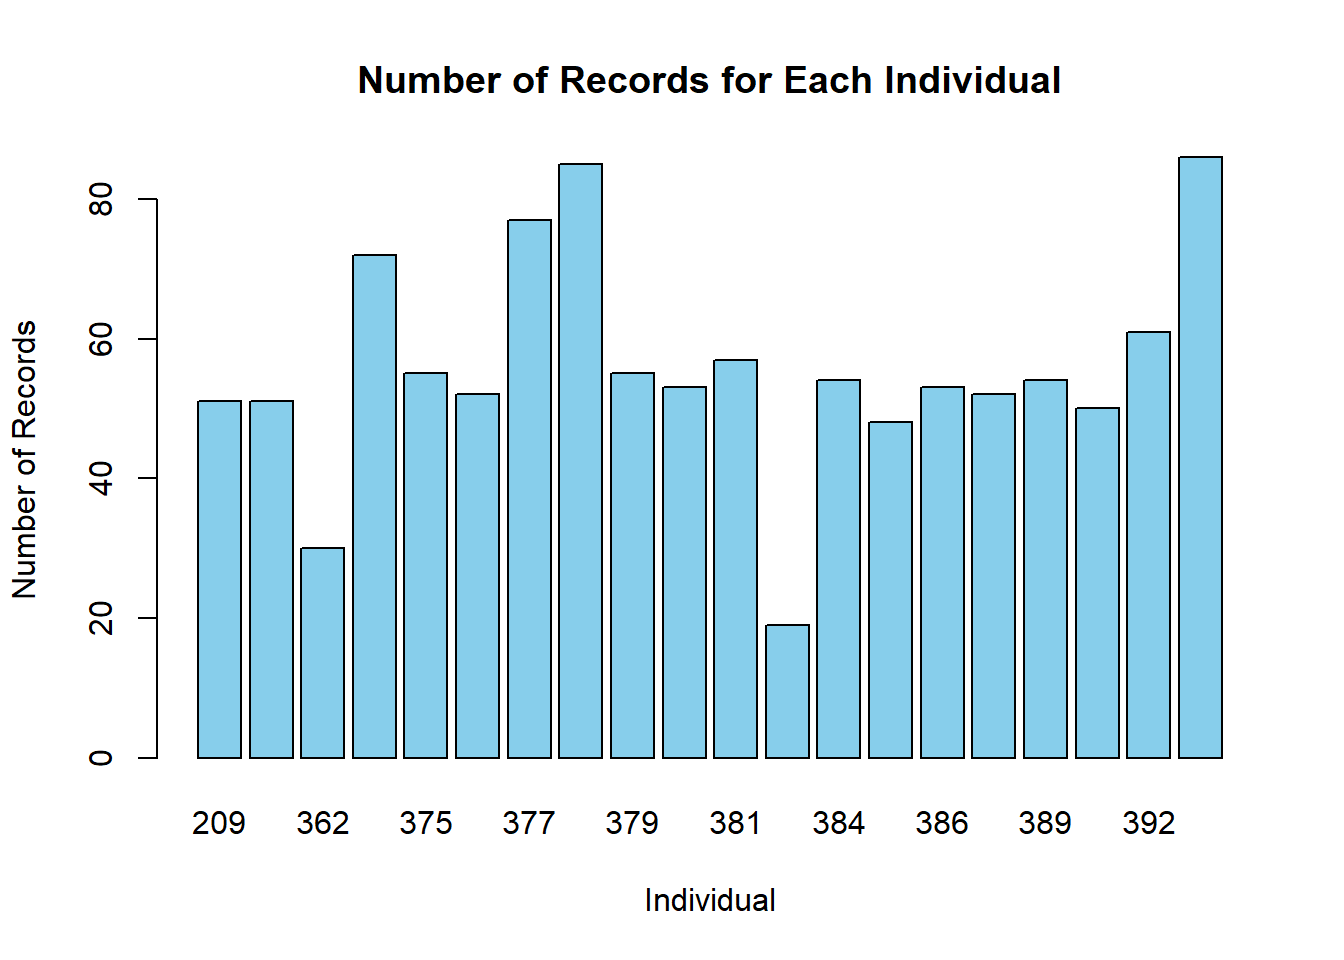 Number of Records for Each Individual
Number of Records
80
60
40
20
0
209 362 375 377 379 381 384 386 389 392
Individual